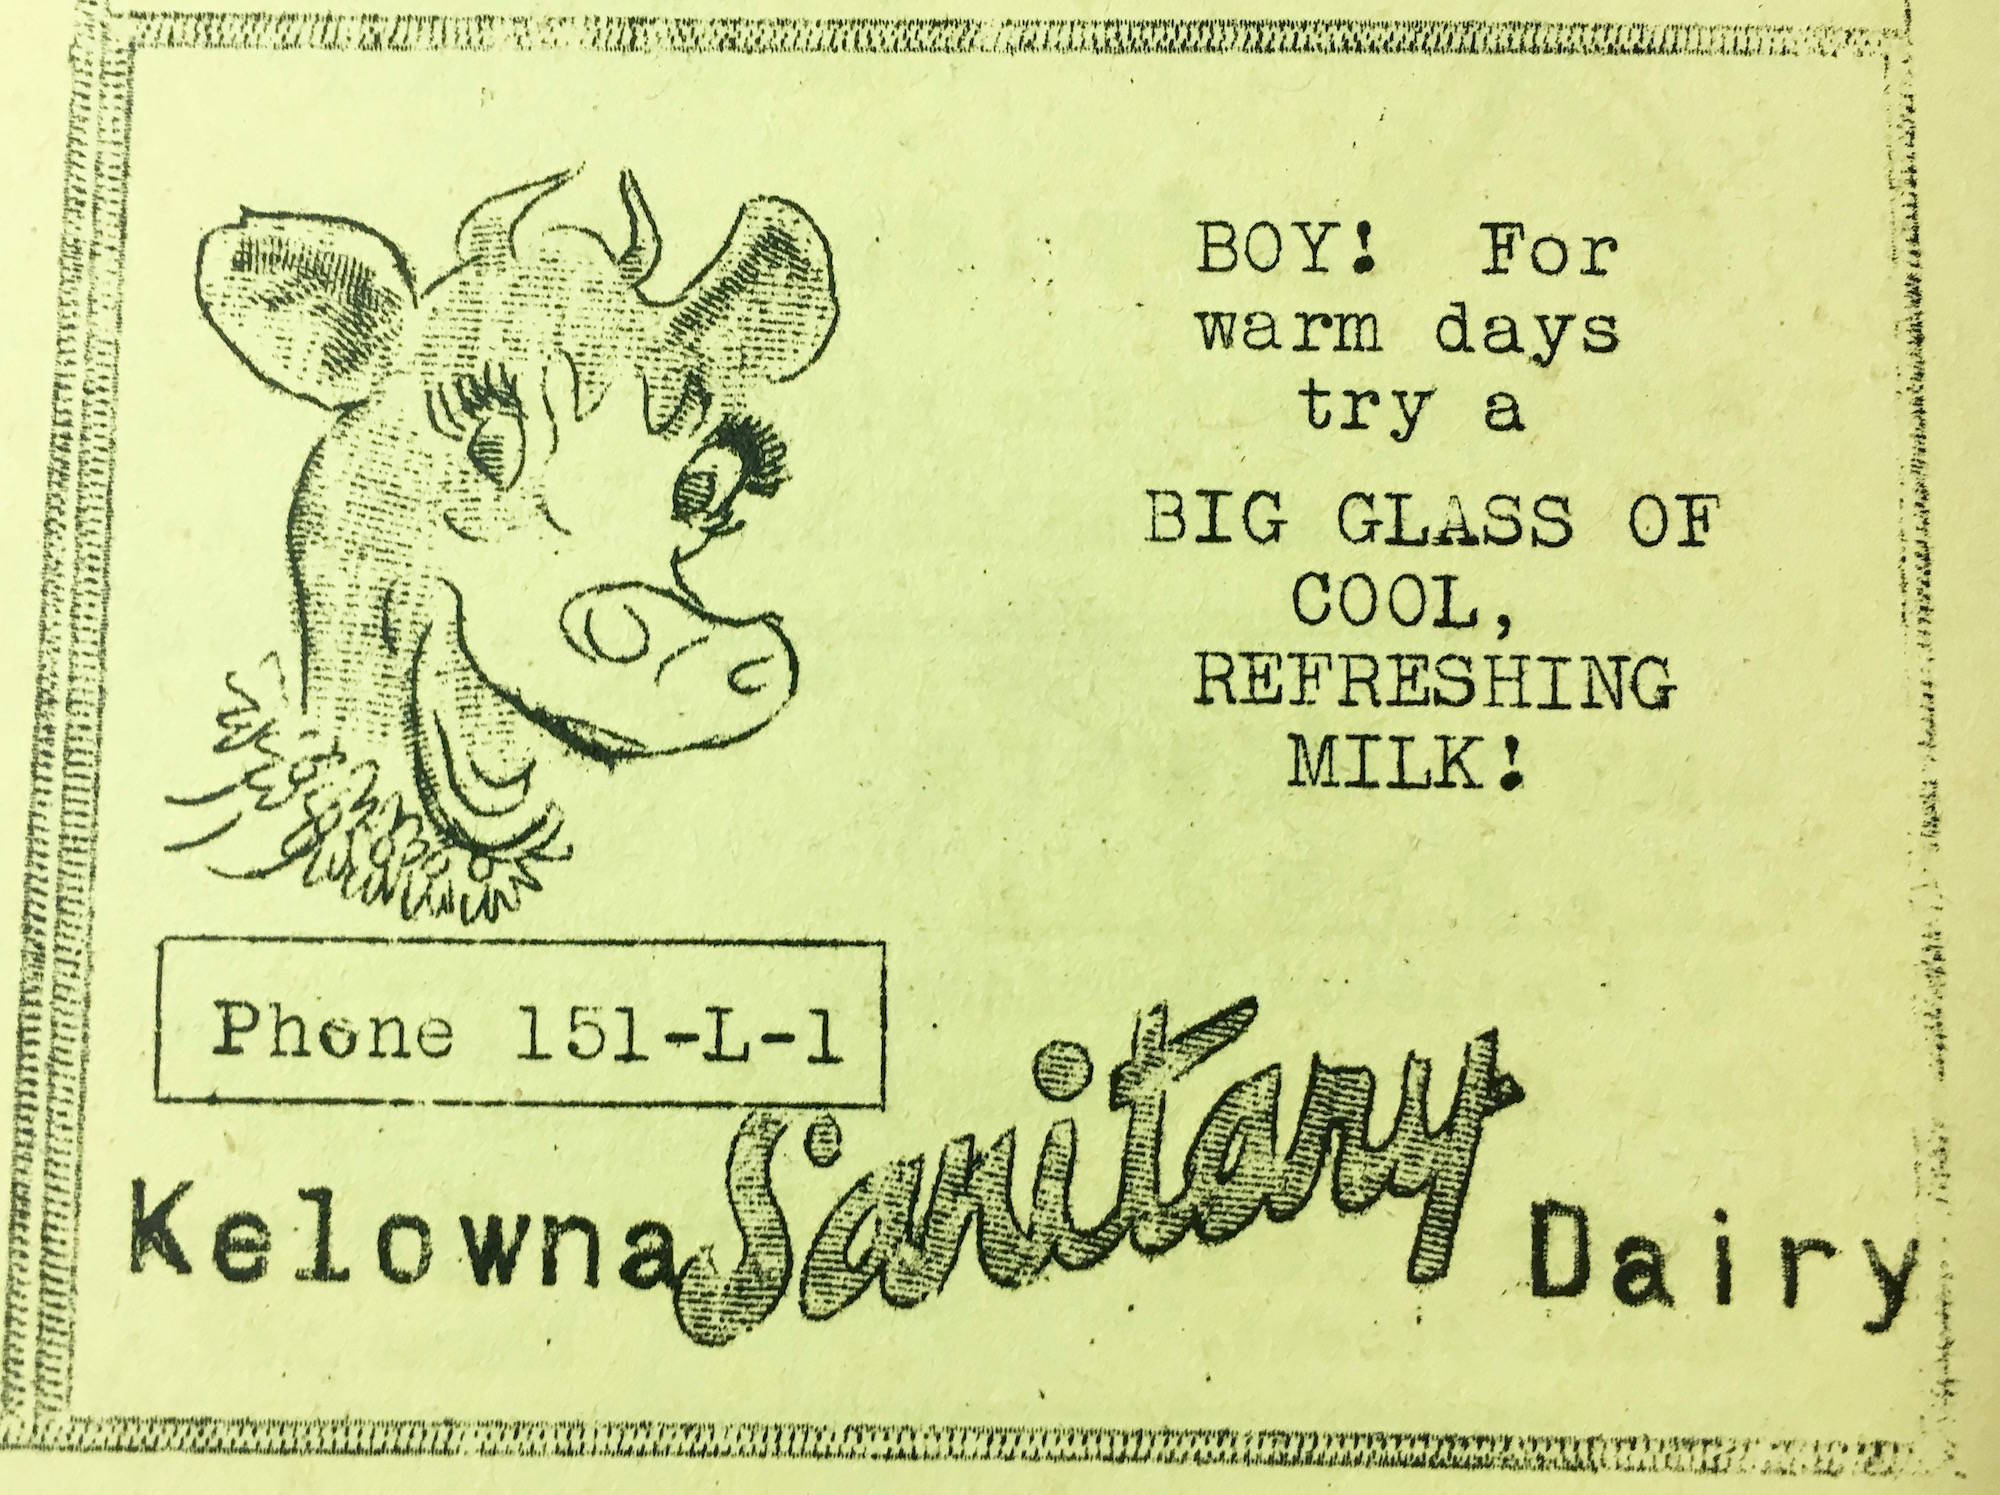 BOY! For
warm days
try a
BIG GLASS OF
COOL,
REFRESHING
MILK!
Phone 151-L-1
Kelowna Sanitary Dairy